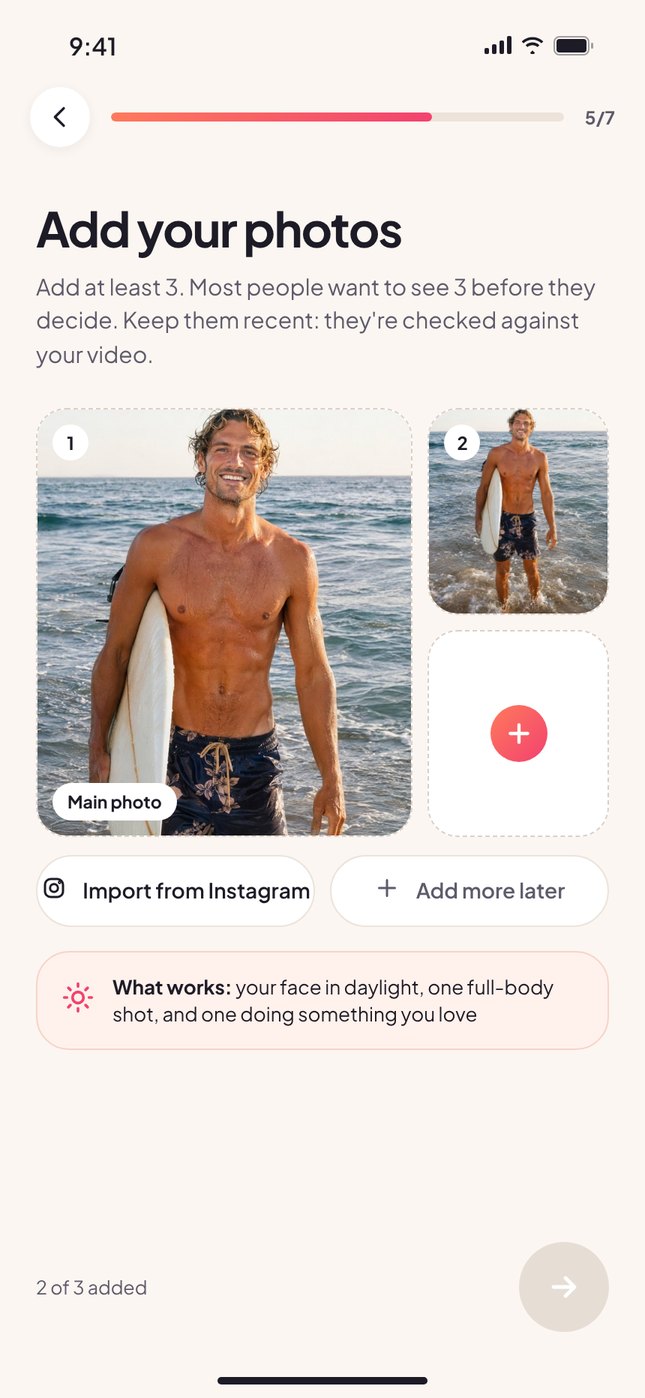 9:41
5/7
Add your photos
Add at least 3. Most people want to see 3 before they
decide. Keep them recent: they're checked against
your video.
1
2
Main photo
Import from Instagram
Add more later
What works: your face in daylight, one full-body
shot, and one doing something you love
2 of 3 added